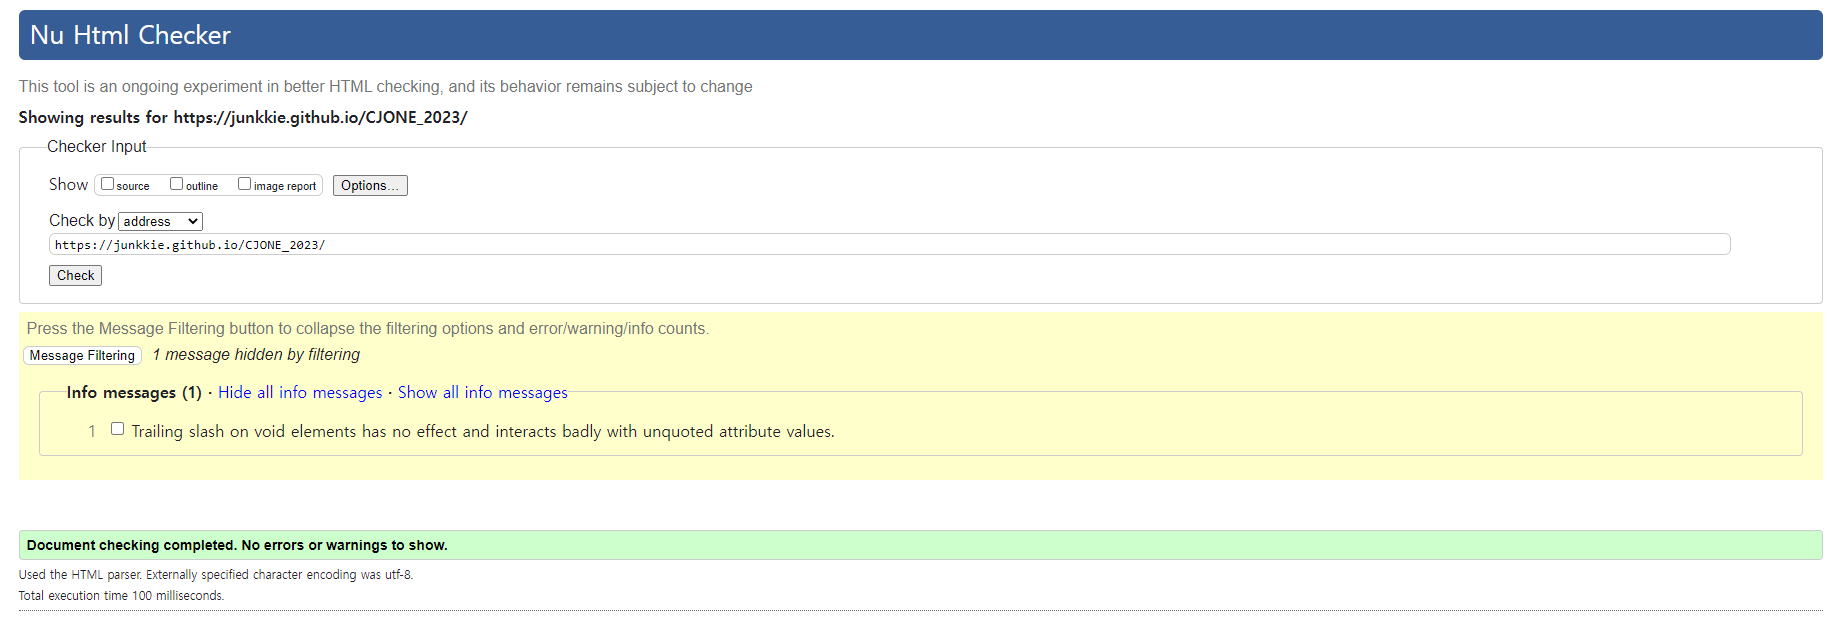 Nu Html Checker
This tool is an ongoing experiment in better HTML checking, and its behavior remains subject to change
Showing results for https://junkkie.github.io/CJONE_2023/
Checker Input
Show source outline image report Options...
Check by address
https://junkkie.github.io/CJONE_2023/
Check
Press the Message Filtering button to collapse the filtering options and error/warning/info counts.
Message Filtering 1 message hidden by filtering
Info messages (1) · Hide all info messages · Show all info messages
1 Trailing slash on void elements has no effect and interacts badly with unquoted attribute values.
Document checking completed. No errors or warnings to show.
Used the HTML parser. Externally specified character encoding was utf-8.
Total execution time 100 milliseconds.